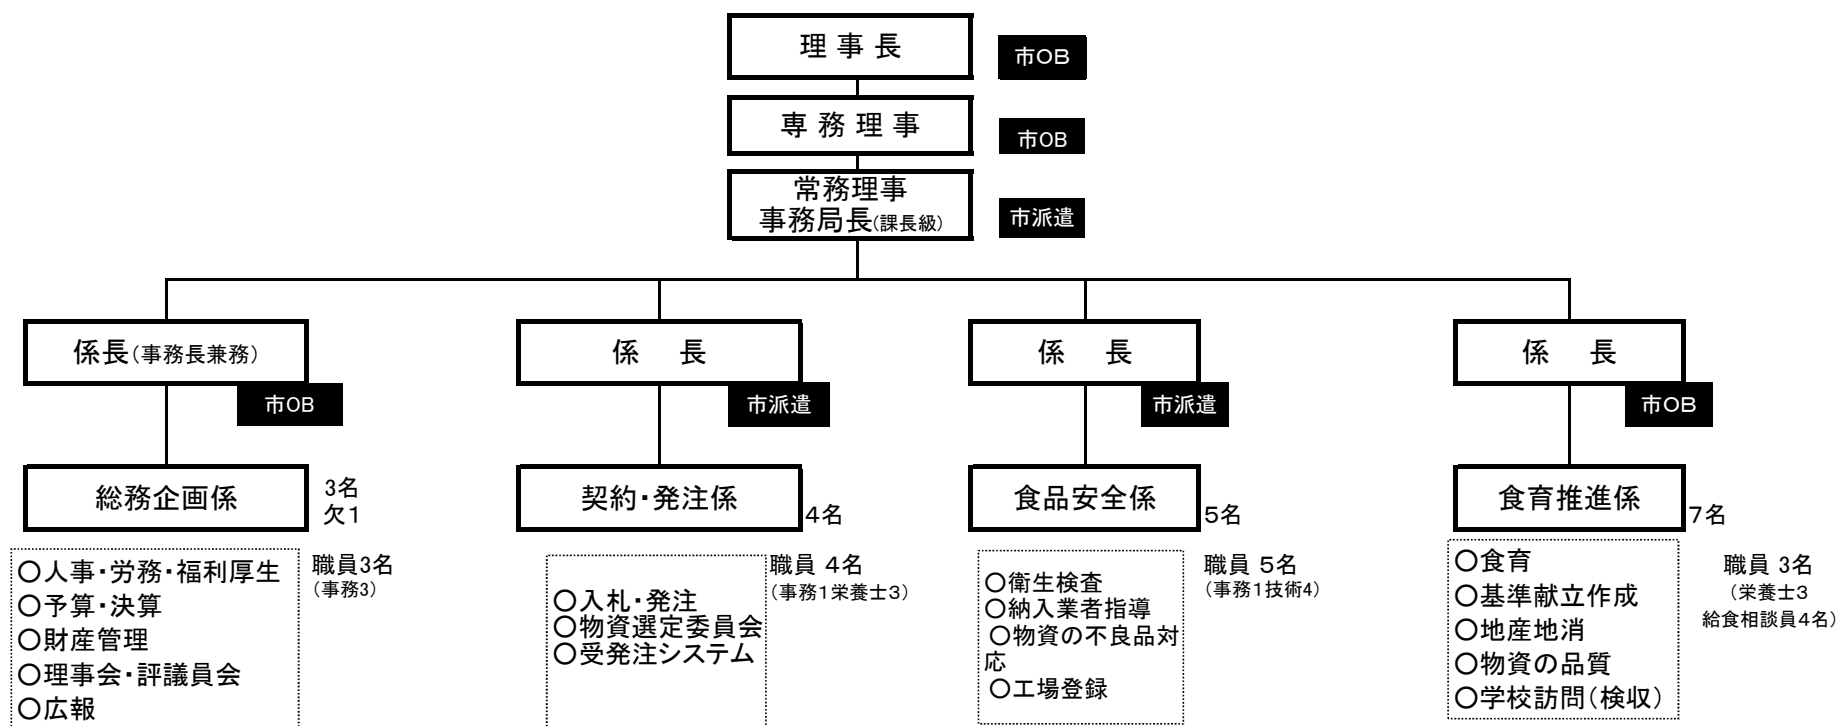 理事長
市OB
専務理事
市OB
常務理事
事務局長(課長級)
市派遣
係長(事務長兼務)
市OB
係 長
市派遣
係 長
市派遣
係 長
市OB
総務企画係
3名
欠1
契約・発注係
4名
食品安全係
5名
食育推進係
7名
○人事・労務・福利厚生
○予算・決算
○財産管理
○理事会・評議員会
○広報
職員3名
(事務3)
○入札・発注
○物資選定委員会
○受発注システム
職員 4名
(事務1栄養士3)
○衛生検査
○納入業者指導
○物資の不良品対
応
○工場登録
職員 5名
(事務1技術4)
○食育
○基準献立作成
○地産地消
○物資の品質
○学校訪問(検収)
職員 3名
(栄養士3
給食相談員4名)